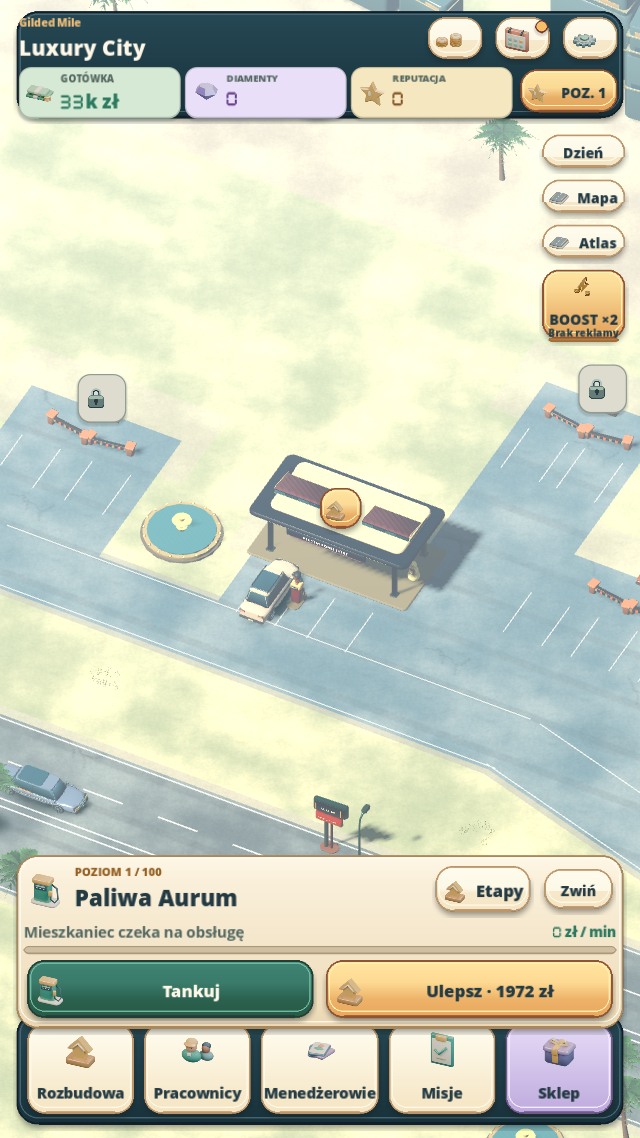 Gilded Mile
Luxury City
GOTÓWKA
33k zł
DIAMENTY
0
REPUTACJA
0
POZ. 1
Dzień
Mapa
Atlas
BOOST ×2
Brak reklamy
POZIOM 1 / 100
Paliwa Aurum
Etapy
Zwiń
Mieszkaniec czeka na obsługę
0 zł / min
Tankuj
Ulepsz · 1972 zł
Rozbudowa
Pracownicy
Menedżerowie
Misje
Sklep